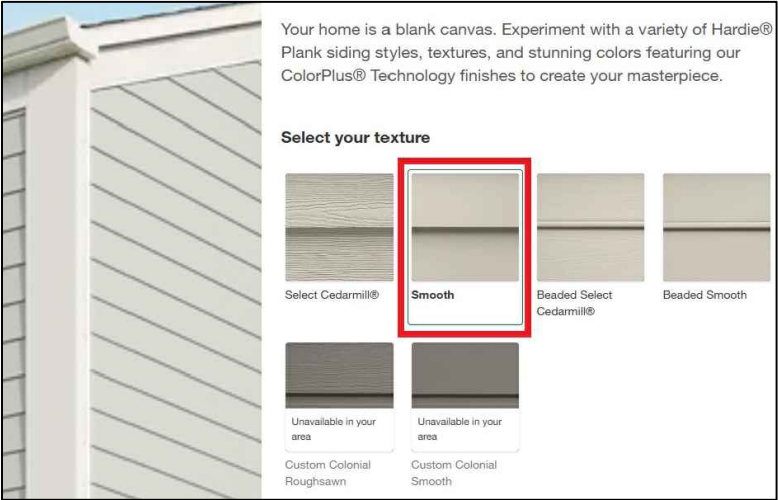 Your home is a blank canvas. Experiment with a variety of Hardie®
Plank siding styles, textures, and stunning colors featuring our
ColorPlus® Technology finishes to create your masterpiece.
Select your texture
Select Cedarmill®
Smooth
Beaded Select
Cedarmill®
Beaded Smooth
Unavailable in your
area
Custom Colonial
Roughsawn
Unavailable in your
area
Custom Colonial
Smooth